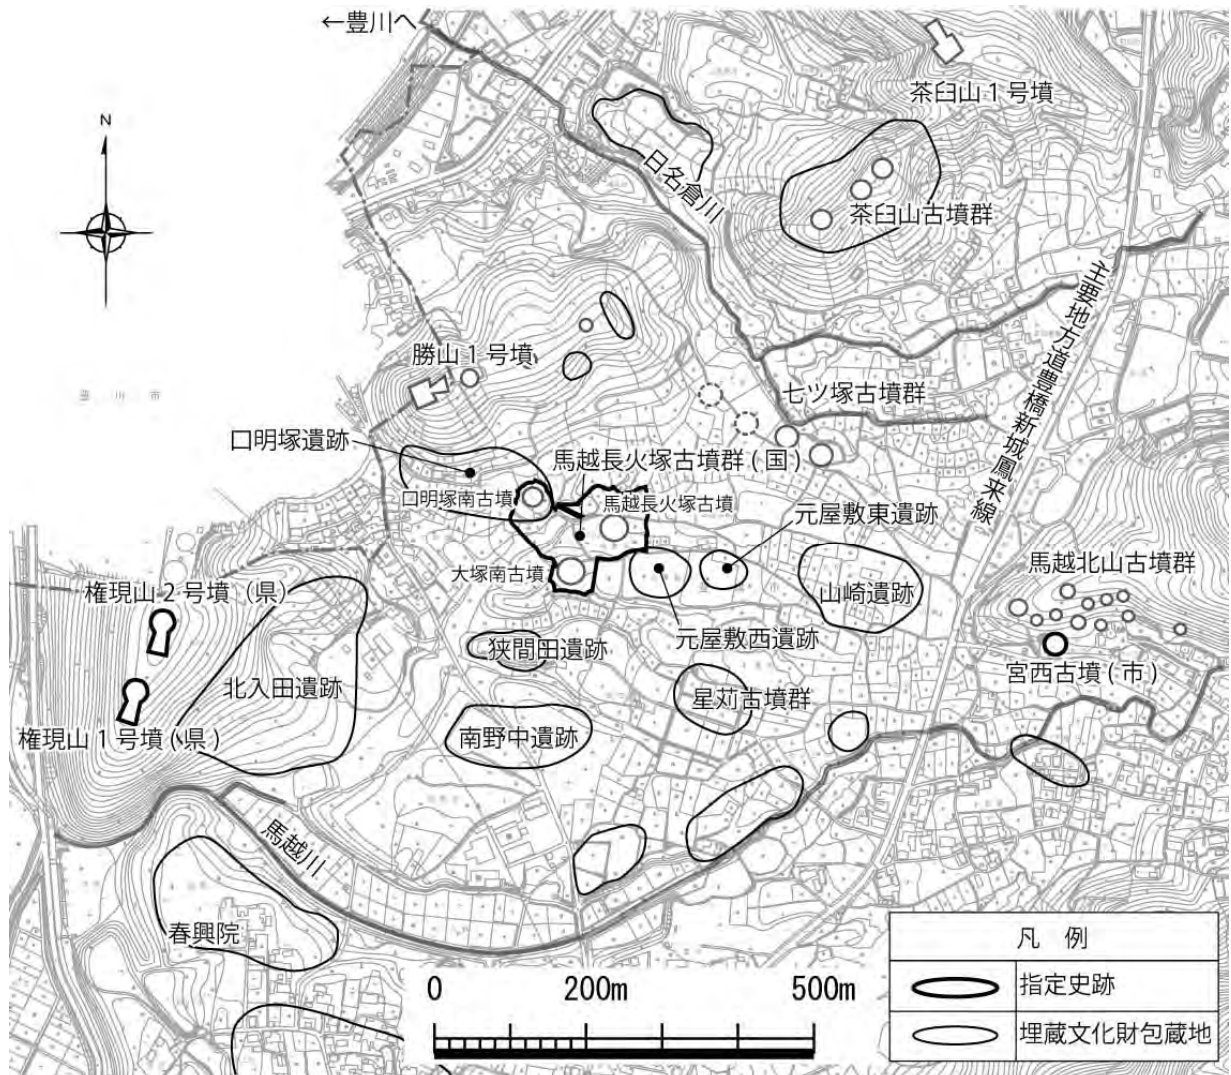 ←豊川へ
N
茶臼山1号墳
日名倉川
茶臼山古墳群
主要地方道豊橋新城鳳来線
勝山1号墳
豊川市
七ツ塚古墳群
口明塚遺跡
馬越長火塚古墳群(国)
口明塚南古墳
馬越長火塚古墳
元屋敷東遺跡
馬越北山古墳群
大塚南古墳
山崎遺跡
権現山2号墳(県)
元屋敷西遺跡
狭間田遺跡
宮西古墳(市)
北入田遺跡
星苅古墳群
権現山1号墳(県)
南野中遺跡
馬越川
春興院
凡例
指定史跡
埋蔵文化財包蔵地
0 200m 500m